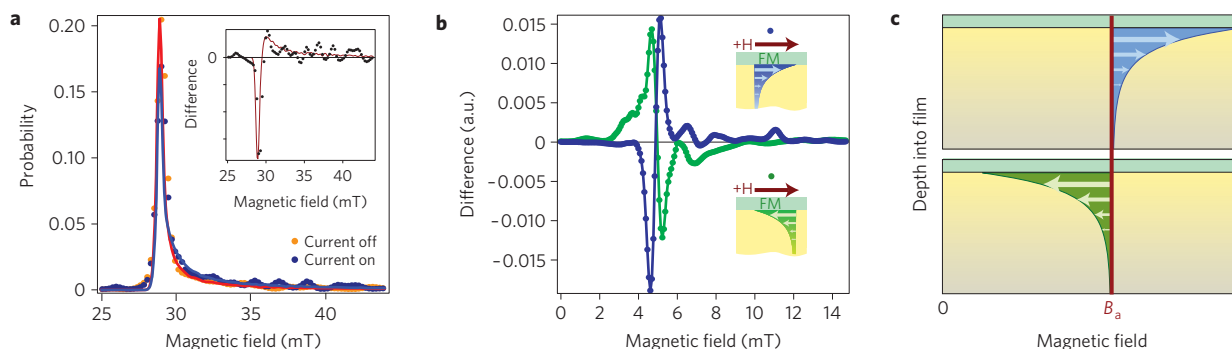 a
0.20
0.15
0.10
0.05
0
Probability
25
30
35
40
Magnetic field (mT)
Current off
Current on
Difference
0
25
30
35
40
Magnetic field (mT)
b
0.015
0.010
0.005
0
−0.005
−0.010
−0.015
Difference (a.u.)
0
2
4
6
8
10
12
14
Magnetic field (mT)
+H
FM
+H
FM
c
Depth into film
0
Ba
Magnetic field